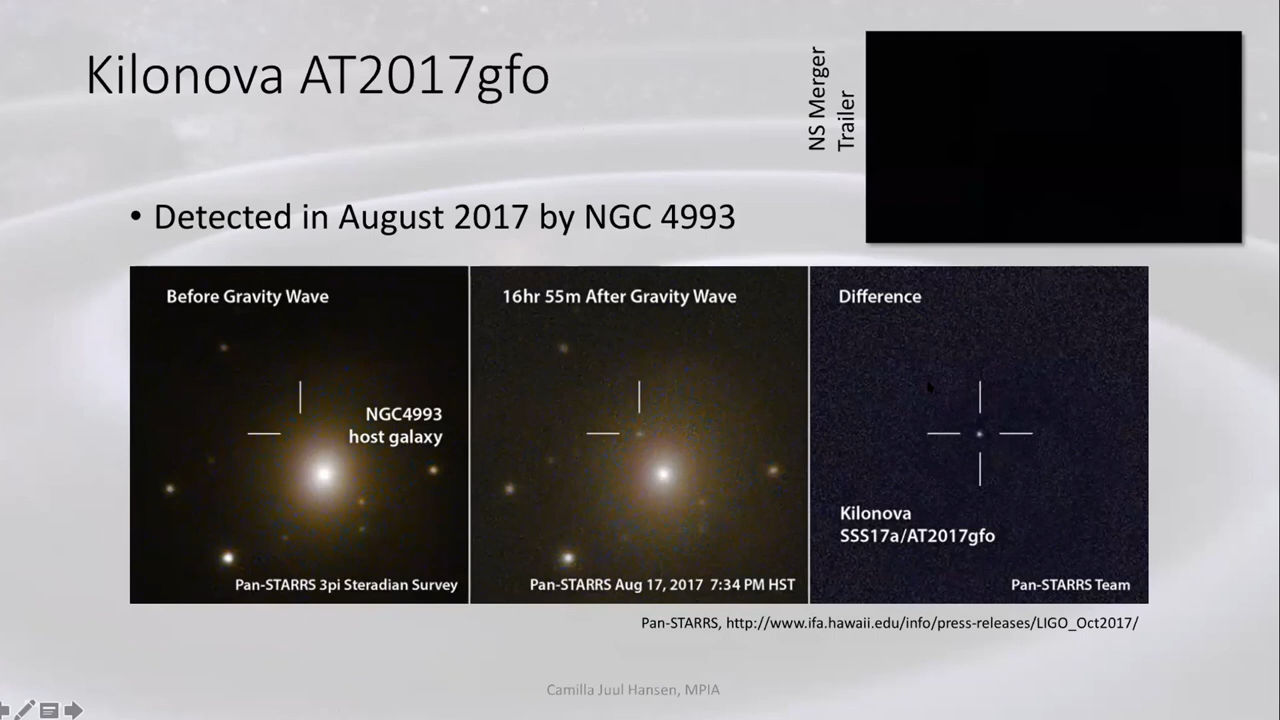 Kilonova AT2017gfo
NS Merger
Trailer
• Detected in August 2017 by NGC 4993
Before Gravity Wave
NGC4993
host galaxy
Pan-STARRS 3pi Steradian Survey
16hr 55m After Gravity Wave
Pan-STARRS Aug 17, 2017 7:34 PM HST
Difference
Kilonova
SSS17a/AT2017gfo
Pan-STARRS Team
Pan-STARRS, http://www.ifa.hawaii.edu/info/press-releases/LIGO_Oct2017/
Camilla Juul Hansen, MPIA